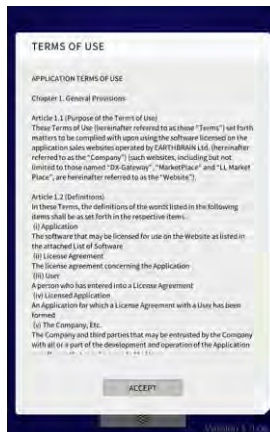 TERMS OF USE
APPLICATION TERMS OF USE
Chapter 1. General Provisions
Article 1.1 (Purpose of the Terms of Use)
These Terms of Use (hereinafter referred to as these "Terms") set forth
matters to be complied with upon using the software licensed on the
application sales websites operated by EARTHBRAIN Ltd. (hereinafter
referred to as the "Company") (such websites, including but not
limited to those named "DX-Gateway", "MarketPlace" and "LL Market
Place", are hereinafter referred to as the "Website").
Article 1.2 (Definitions)
In these Terms, the definitions of the words listed in the following
items shall be as set forth in the respective items.
(i) Application
The software that may be licensed for use on the Website as listed in
the attached List of Software
(ii) License Agreement
The license agreement concerning the Application
(iii) User
A person who has entered into a License Agreement
(iv) Licensed Application
An Application for which a License Agreement with a User has been
formed
(v) The Company, Etc.
The Company and third parties that may be entrusted by the Company
with all or a part of the development and operation of the Application
ACCEPT